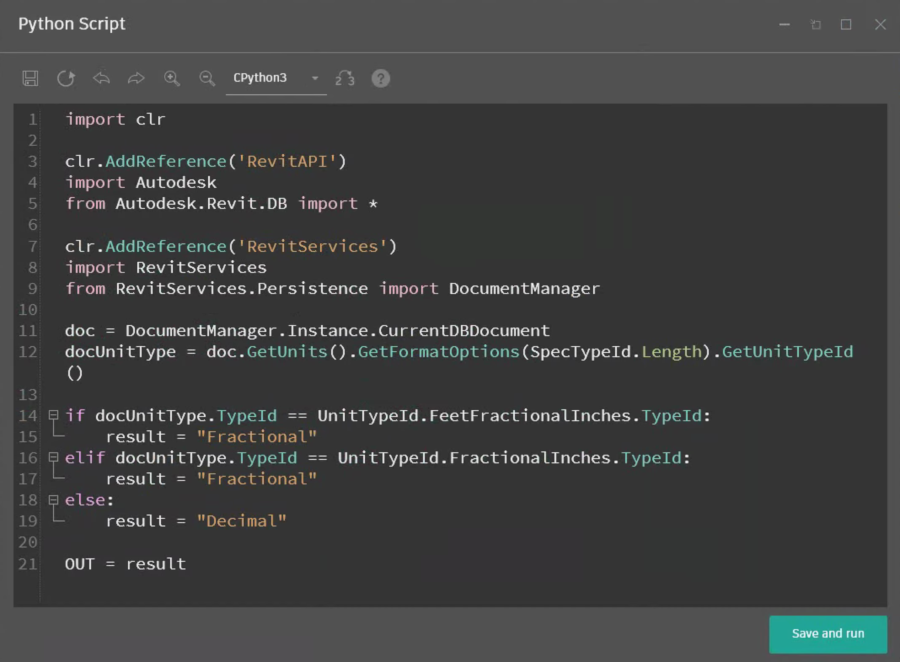 Python Script
CPython3
2 3
?
1 import clr
2
3 clr.AddReference('RevitAPI')
4 import Autodesk
5 from Autodesk.Revit.DB import *
6
7 clr.AddReference('RevitServices')
8 import RevitServices
9 from RevitServices.Persistence import DocumentManager
10
11 doc = DocumentManager.Instance.CurrentDBDocument
12 docUnitType = doc.GetUnits().GetFormatOptions(SpecTypeId.Length).GetUnitTypeId
()
13
14 if docUnitType.TypeId == UnitTypeId.FeetFractionalInches.TypeId:
15     result = "Fractional"
16 elif docUnitType.TypeId == UnitTypeId.FractionalInches.TypeId:
17     result = "Fractional"
18 else:
19     result = "Decimal"
20
21 OUT = result
Save and run